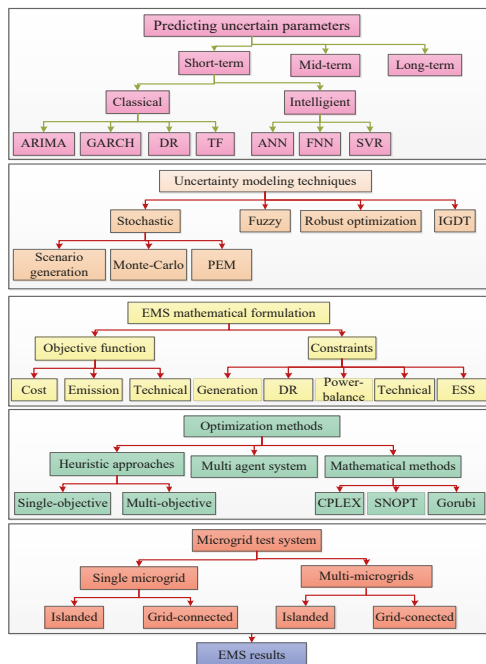 Predicting uncertain parameters
Short-term
Mid-term
Long-term
Classical
Intelligient
ARIMA
GARCH
DR
TF
ANN
FNN
SVR
Uncertainty modeling techniques
Stochastic
Fuzzy
Robust optimization
IGDT
Scenario
generation
Monte-Carlo
PEM
EMS mathematical formulation
Objective function
Constraints
Cost
Emission
Technical
Generation
DR
Power-
balance
Technical
ESS
Optimization methods
Heuristic approaches
Multi agent system
Mathematical methods
Single-objective
Multi-objective
CPLEX
SNOPT
Gorubi
Microgrid test system
Single microgrid
Multi-microgrids
Islanded
Grid-connected
Islanded
Grid-conected
EMS results